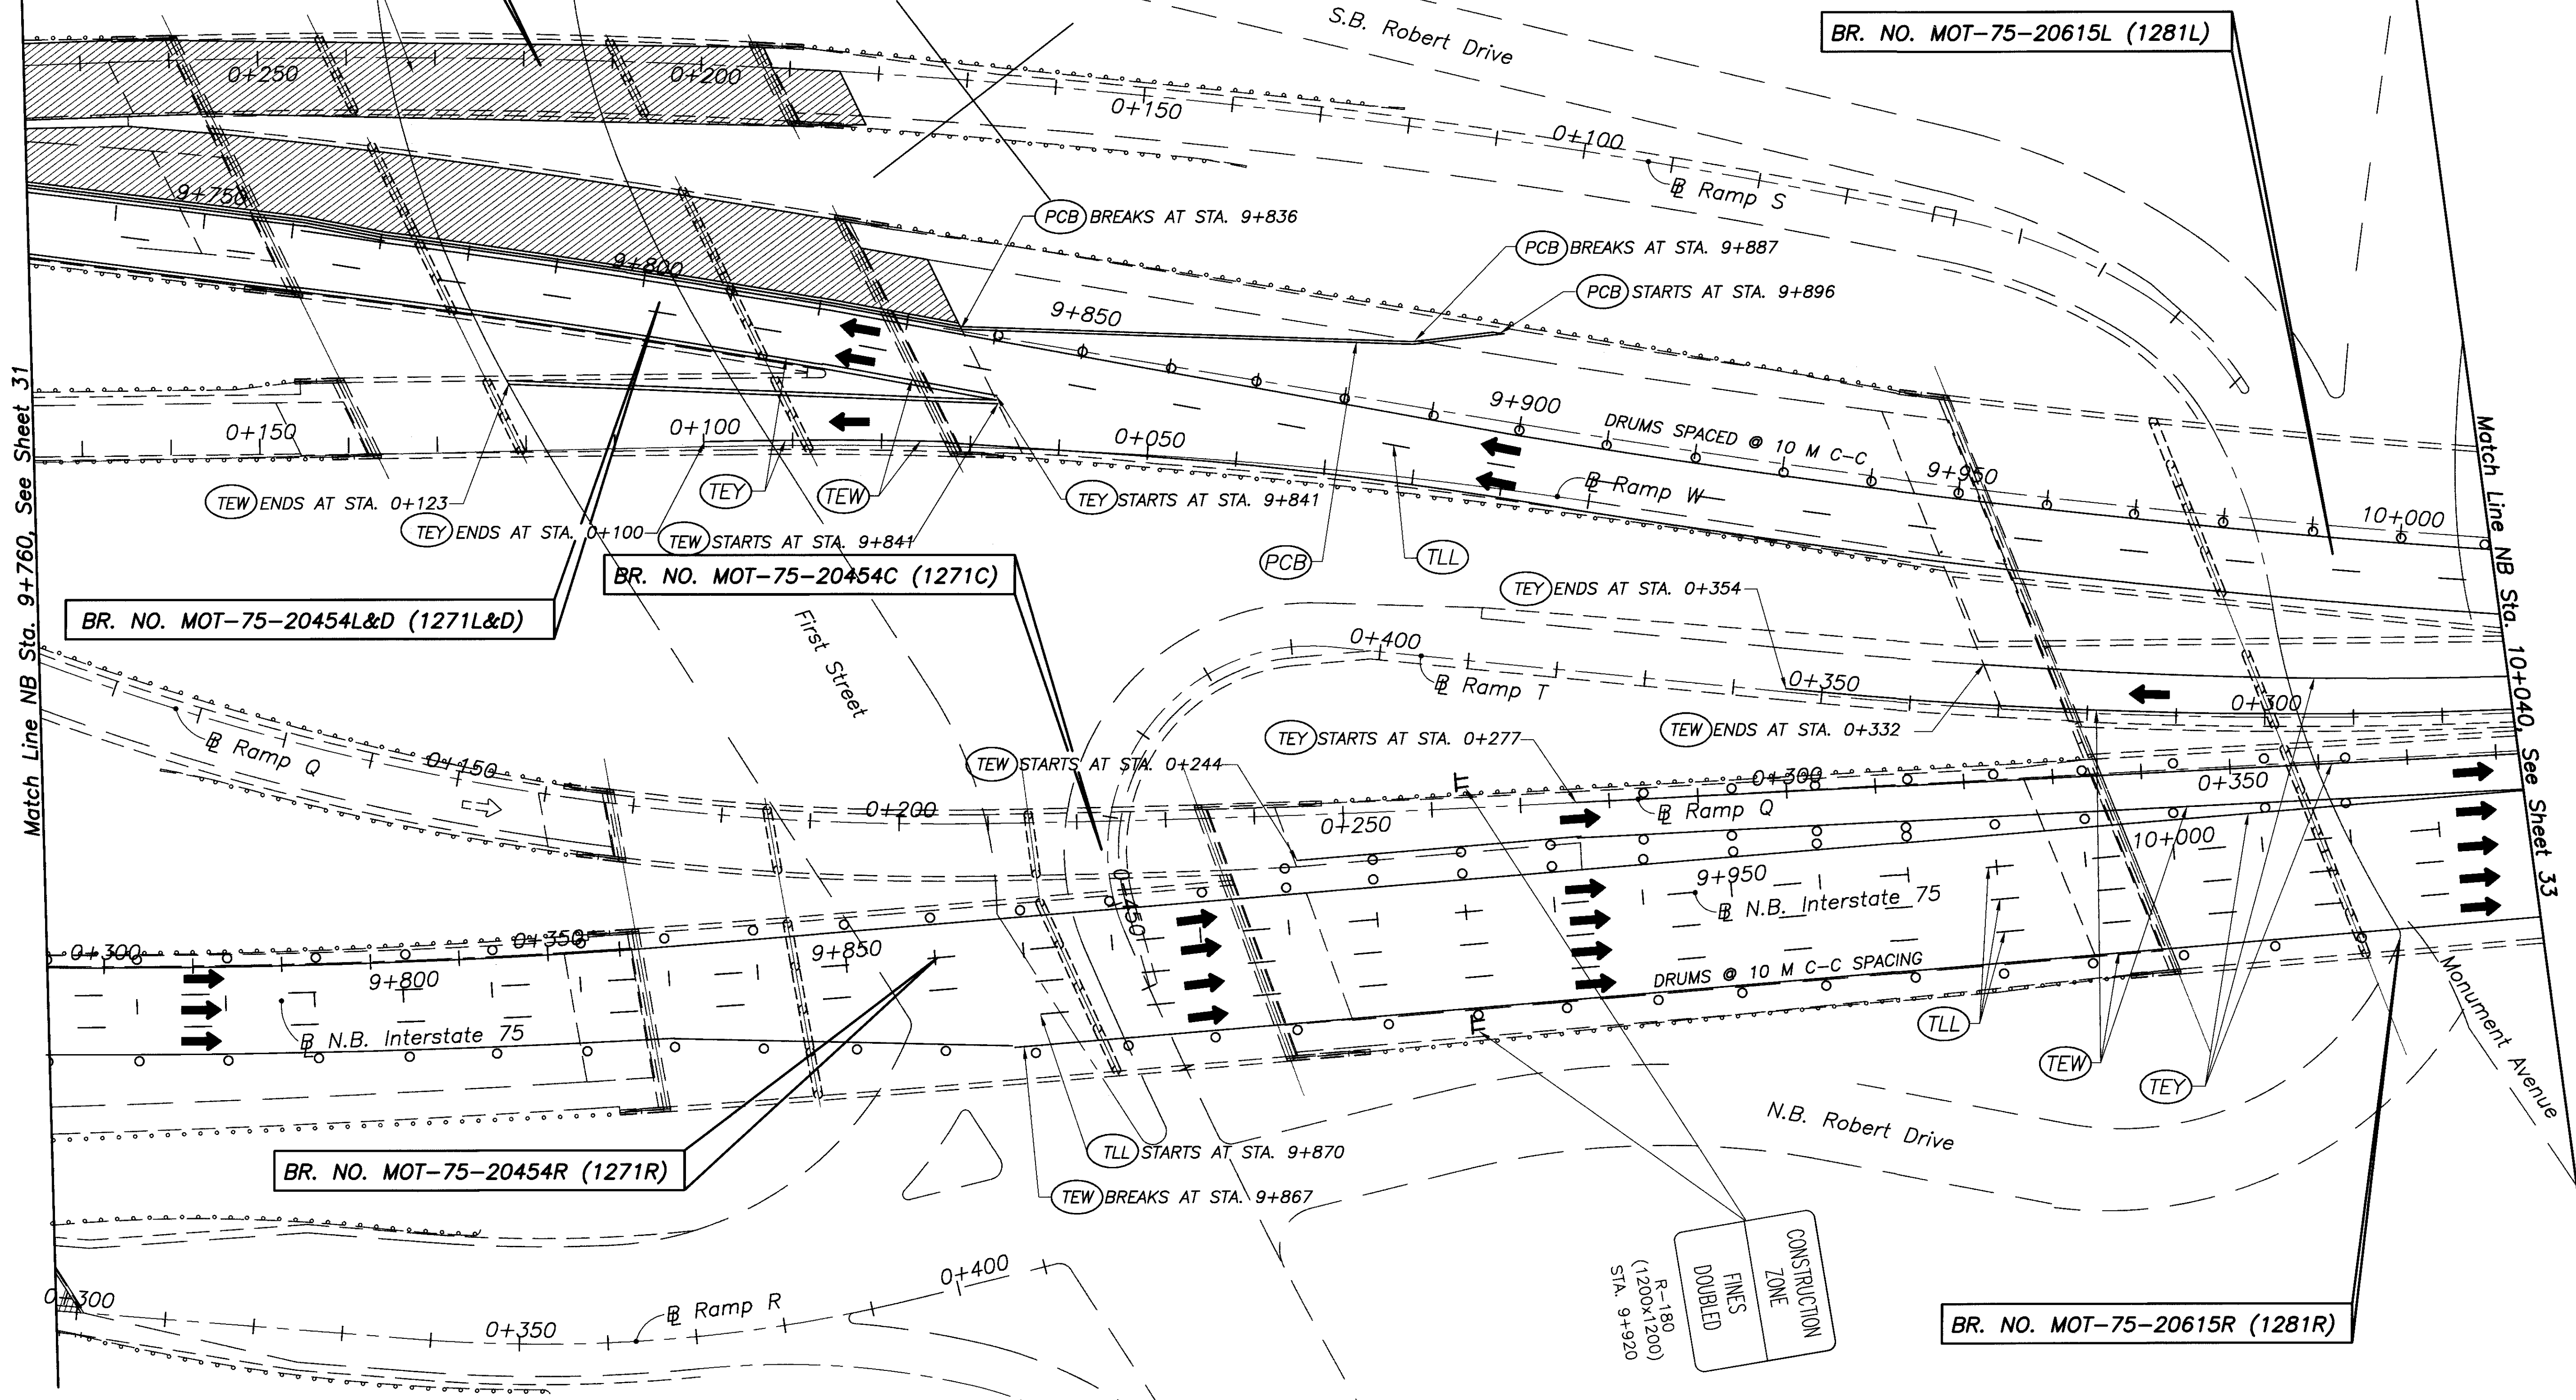 S.B. Robert Drive
BR. NO. MOT-75-20615L (1281L)
0+250
0+200
0+150
0+100
℄ Ramp S
9+750
PCB BREAKS AT STA. 9+836
PCB BREAKS AT STA. 9+887
PCB STARTS AT STA. 9+896
9+800
9+850
9+900
DRUMS SPACED @ 10 M C-C
9+950
10+000
Match Line NB Sta. 9+760, See Sheet 31
Match Line NB Sta. 10+040, See Sheet 33
0+150
0+100
0+050
℄ Ramp W
TEW ENDS AT STA. 0+123
TEY
TEW
TEY STARTS AT STA. 9+841
TEY ENDS AT STA. 0+100
TEW STARTS AT STA. 9+841
PCB
TLL
BR. NO. MOT-75-20454C (1271C)
BR. NO. MOT-75-20454L&D (1271L&D)
First Street
TEY ENDS AT STA. 0+354
0+400
℄ Ramp T
0+350
0+300
TEW ENDS AT STA. 0+332
TEY STARTS AT STA. 0+277
TEW STARTS AT STA. 0+244
℄ Ramp Q
0+150
0+200
0+250
0+300
℄ Ramp Q
0+350
10+000
9+950
℄ N.B. Interstate 75
0+450
0+300
0+350
9+800
9+850
℄ N.B. Interstate 75
DRUMS @ 10 M C-C SPACING
TLL
TEW
TEY
Monument Avenue
N.B. Robert Drive
BR. NO. MOT-75-20454R (1271R)
TLL STARTS AT STA. 9+870
TEW BREAKS AT STA. 9+867
CONSTRUCTION
ZONE
FINES
DOUBLED
R-180
(1200x1200)
STA. 9+920
0+300
0+350
℄ Ramp R
0+400
BR. NO. MOT-75-20615R (1281R)